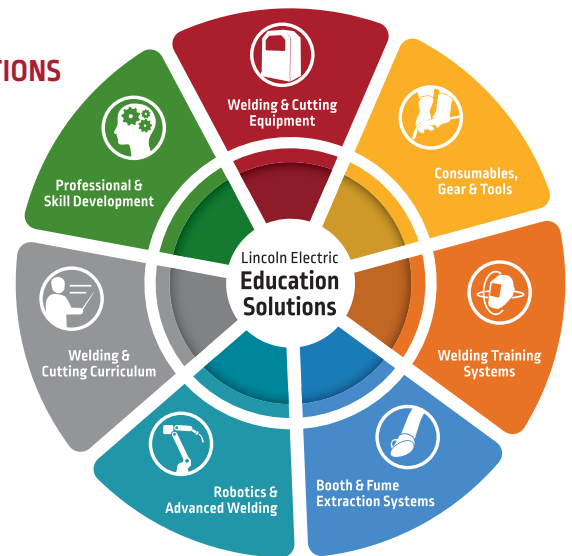 TIONS
Welding & Cutting
Equipment
Consumables,
Gear & Tools
Welding Training
Systems
Booth & Fume
Extraction Systems
Robotics &
Advanced Welding
Welding &
Cutting Curriculum
Professional &
Skill Development
Lincoln Electric
Education
Solutions